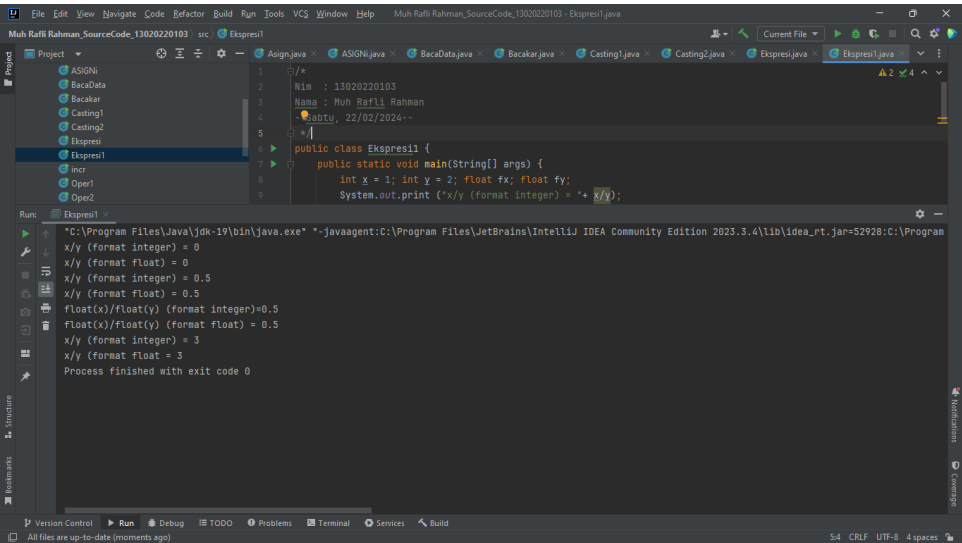 File Edit View Navigate Code Refactor Build Run Tools VCS Window Help Muh Rafli Rahman_SourceCode_13020220103 - Ekspresi1.java
Muh Rafli Rahman_SourceCode_13020220103 src Ekspresi1 Current File
Project
Project
Asign.java ASIGNi.java BacaData.java Bacakar.java Casting1.java Casting2.java Ekspresi.java Ekspresi1.java
ASIGNi
BacaData
Bacakar
Casting1
Casting2
Ekspresi
Ekspresi1
incr
Oper1
Oper2
2 4
1 /*
2 Nim : 13020220103
3 Nama : Muh Rafli Rahman
4 --Sabtu, 22/02/2024--
5 */
6 public class Ekspresi1 {
7 public static void main(String[] args) {
8 int x = 1; int y = 2; float fx; float fy;
9 System.out.print ("x/y (format integer) = "+ x/y);
Run: Ekspresi1
"C:\Program Files\Java\jdk-19\bin\java.exe" "-javaagent:C:\Program Files\JetBrains\IntelliJ IDEA Community Edition 2023.3.4\lib\idea_rt.jar=52928:C:\Program
x/y (format integer) = 0
x/y (format float) = 0
x/y (format integer) = 0.5
x/y (format float) = 0.5
float(x)/float(y) (format integer)=0.5
float(x)/float(y) (format float) = 0.5
x/y (format integer) = 3
x/y (format float = 3
Process finished with exit code 0
Structure
Bookmarks
Notifications
Coverage
Version Control Run Debug TODO Problems Terminal Services Build
All files are up-to-date (moments ago) 5:4 CRLF UTF-8 4 spaces